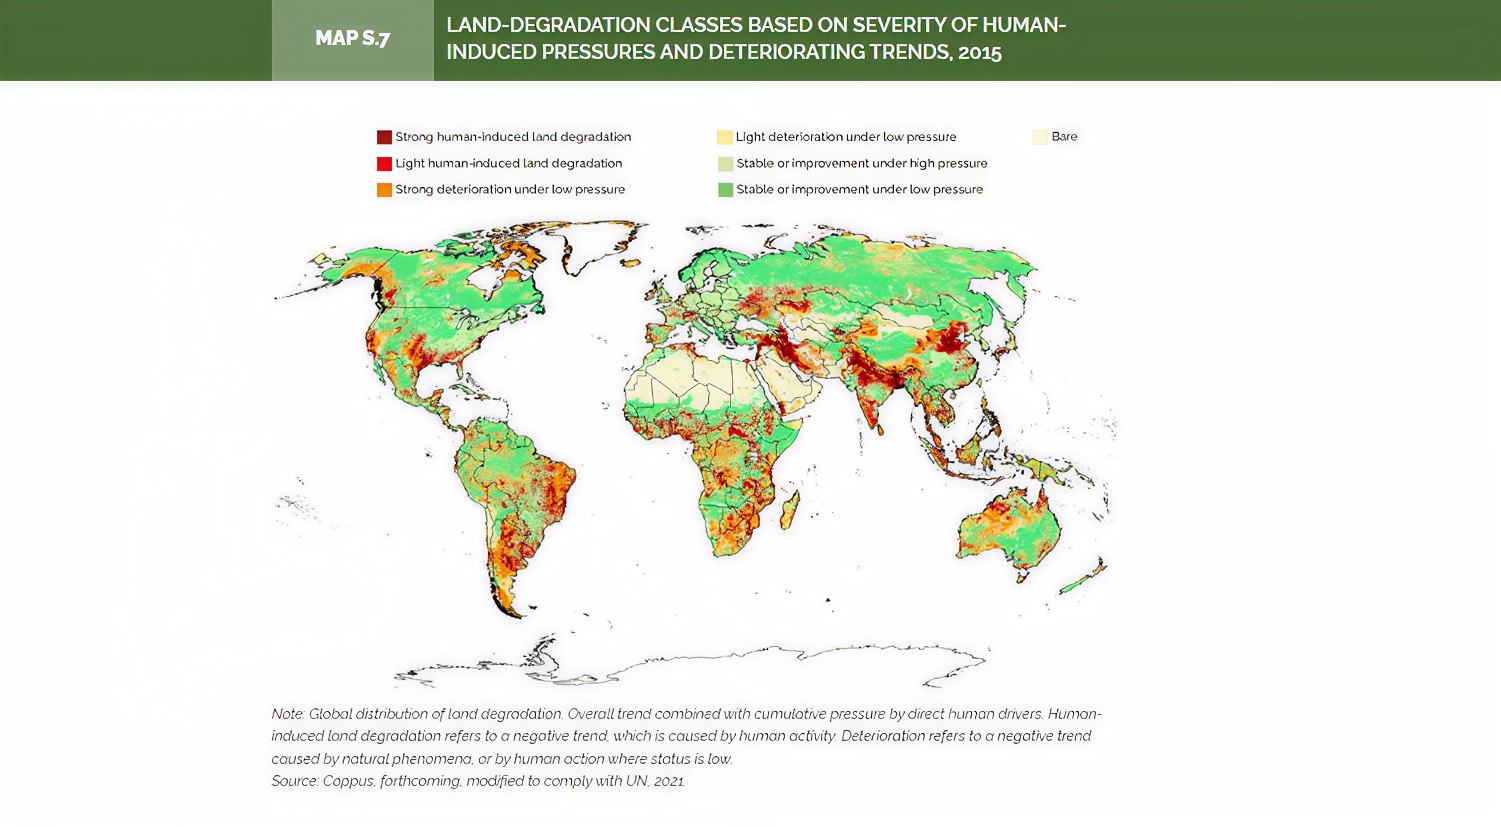 MAP S.7
LAND-DEGRADATION CLASSES BASED ON SEVERITY OF HUMAN-
INDUCED PRESSURES AND DETERIORATING TRENDS, 2015
Strong human-induced land degradation
Light human-induced land degradation
Strong deterioration under low pressure
Light deterioration under low pressure
Stable or improvement under high pressure
Stable or improvement under low pressure
Bare
Note: Global distribution of land degradation. Overall trend combined with cumulative pressure by direct human drivers. Human-
induced land degradation refers to a negative trend, which is caused by human activity. Deterioration refers to a negative trend
caused by natural phenomena, or by human action where status is low.
Source: Coppus, forthcoming, modified to comply with UN, 2021.